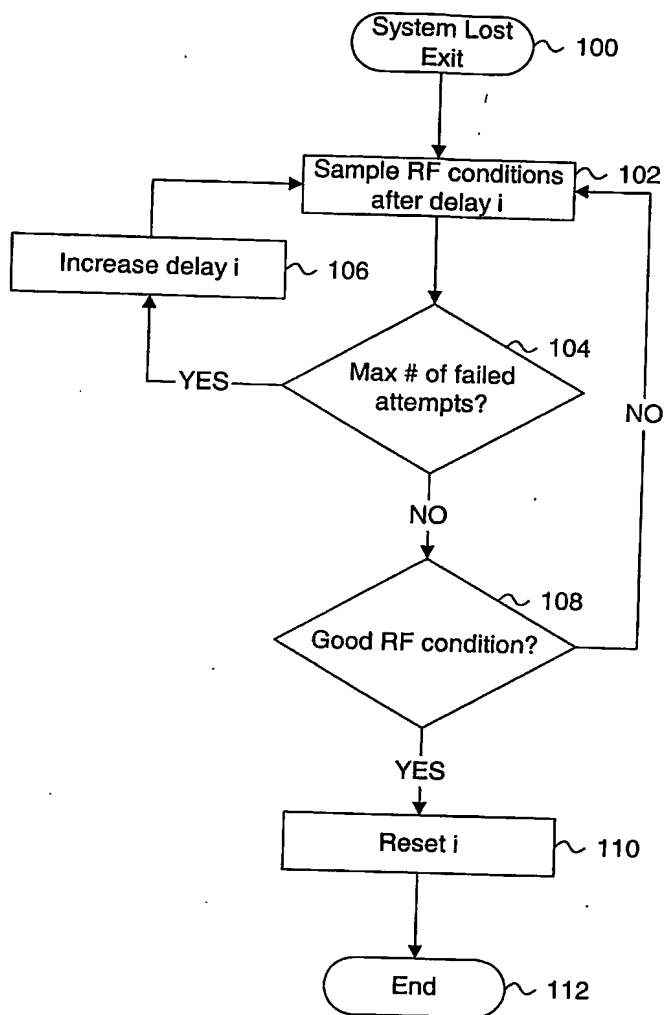 System Lost
Exit
100
Sample RF conditions
after delay i
102
Increase delay i
106
Max # of failed
attempts?
104
YES
NO
NO
Good RF condition?
108
YES
Reset i
110
End
112